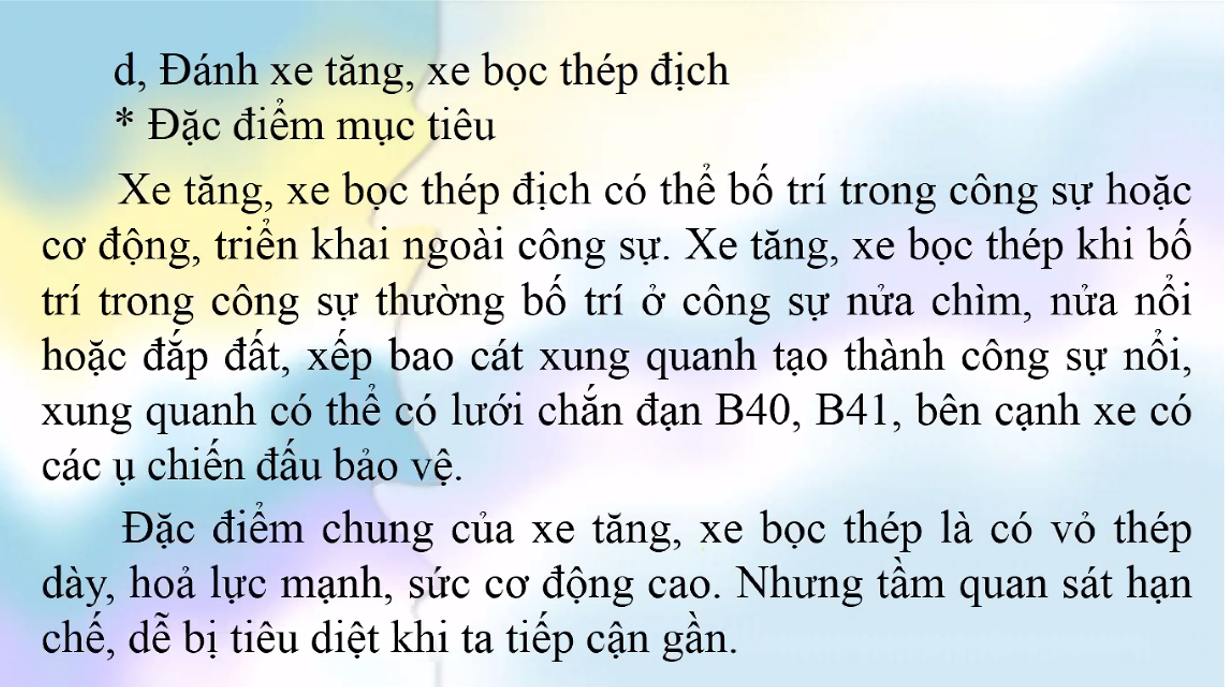 d, Đánh xe tăng, xe bọc thép địch
* Đặc điểm mục tiêu
Xe tăng, xe bọc thép địch có thể bố trí trong công sự hoặc
cơ động, triển khai ngoài công sự. Xe tăng, xe bọc thép khi bố
trí trong công sự thường bố trí ở công sự nửa chìm, nửa nổi
hoặc đắp đất, xếp bao cát xung quanh tạo thành công sự nổi,
xung quanh có thể có lưới chắn đạn B40, B41, bên cạnh xe có
các ụ chiến đấu bảo vệ.
Đặc điểm chung của xe tăng, xe bọc thép là có vỏ thép
dày, hoả lực mạnh, sức cơ động cao. Nhưng tầm quan sát hạn
chế, dễ bị tiêu diệt khi ta tiếp cận gần.